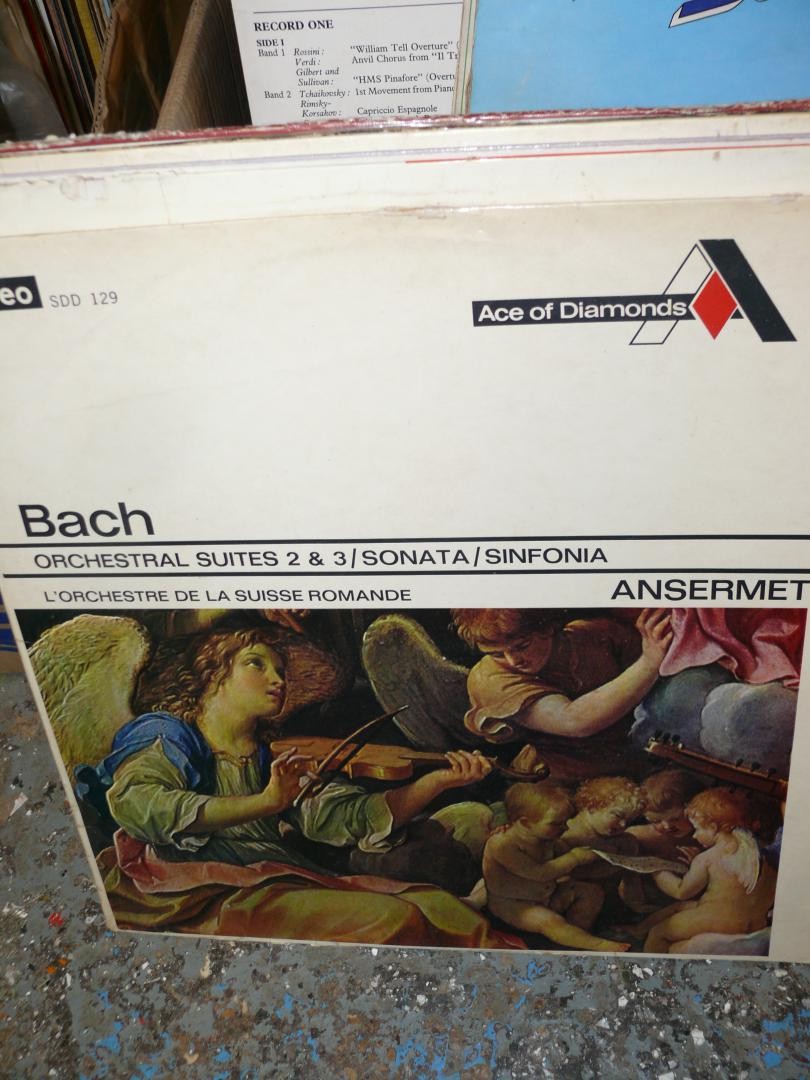 RECORD ONE
SIDE 1
Band 1 Rossini: "William Tell Overture" (
Verdi: Anvil Chorus from "Il Tr
Gilbert and
Sullivan: "HMS Pinafore" (Overtu
Band 2 Tchaikovsky: 1st Movement from Piano
Rimsky-
Korsakov: Capriccio Espagnole
eo SDD 129
Ace of Diamonds
Bach
ORCHESTRAL SUITES 2 & 3/SONATA/SINFONIA
L'ORCHESTRE DE LA SUISSE ROMANDE ANSERMET